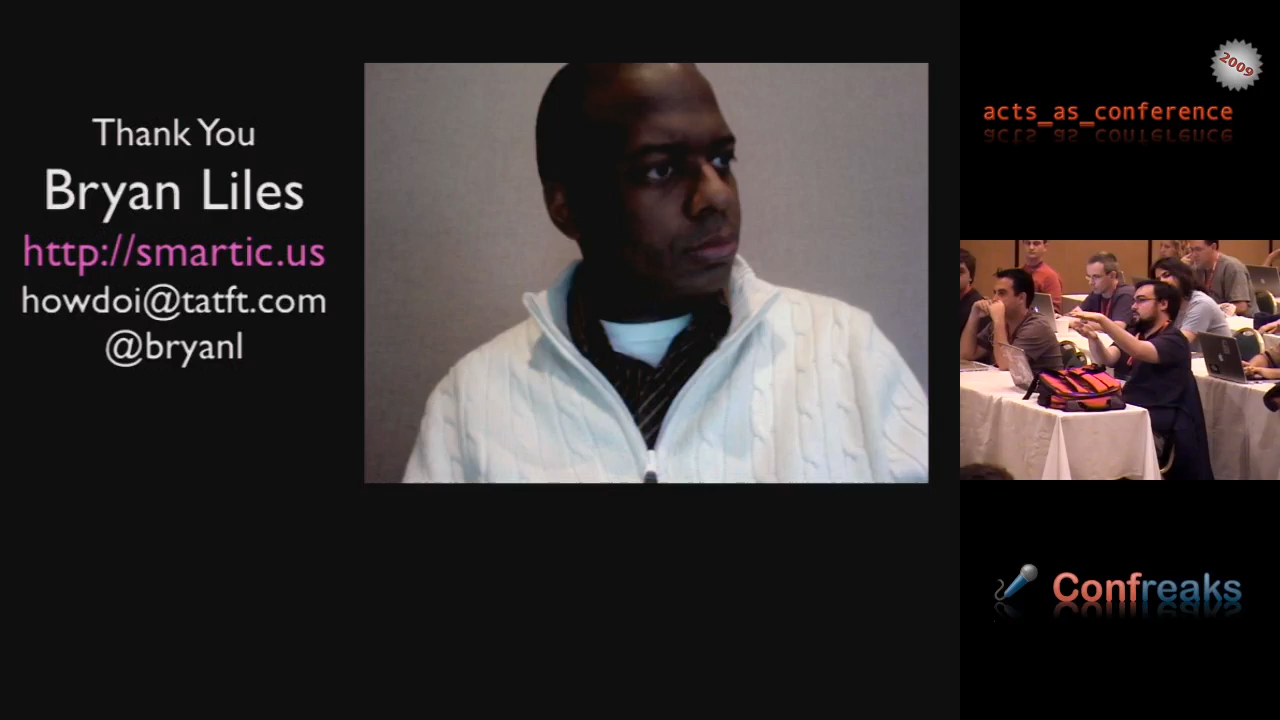 Thank You
Bryan Liles
http://smartic.us
howdoi@tatft.com
@bryanl
2009
acts_as_conference
Confreaks